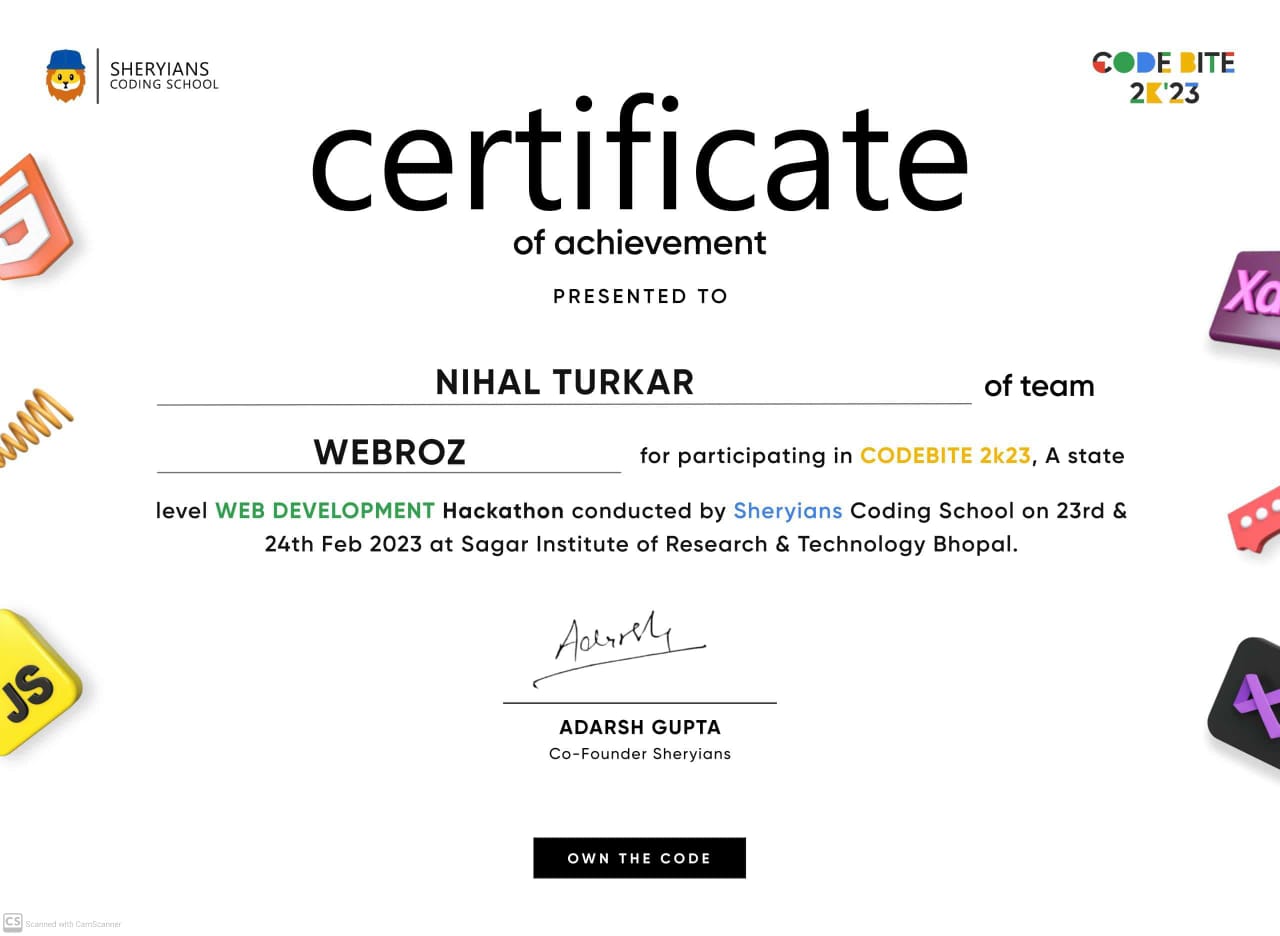 SHERYIANS
CODING SCHOOL
CODE BITE
2K'23
certificate
of achievement
PRESENTED TO
NIHAL TURKAR of team
WEBROZ for participating in CODEBITE 2k23, A state
level WEB DEVELOPMENT Hackathon conducted by Sheryians Coding School on 23rd &
24th Feb 2023 at Sagar Institute of Research & Technology Bhopal.
Adarsh
ADARSH GUPTA
Co-Founder Sheryians
OWN THE CODE
JS
Xd
CS Scanned with CamScanner